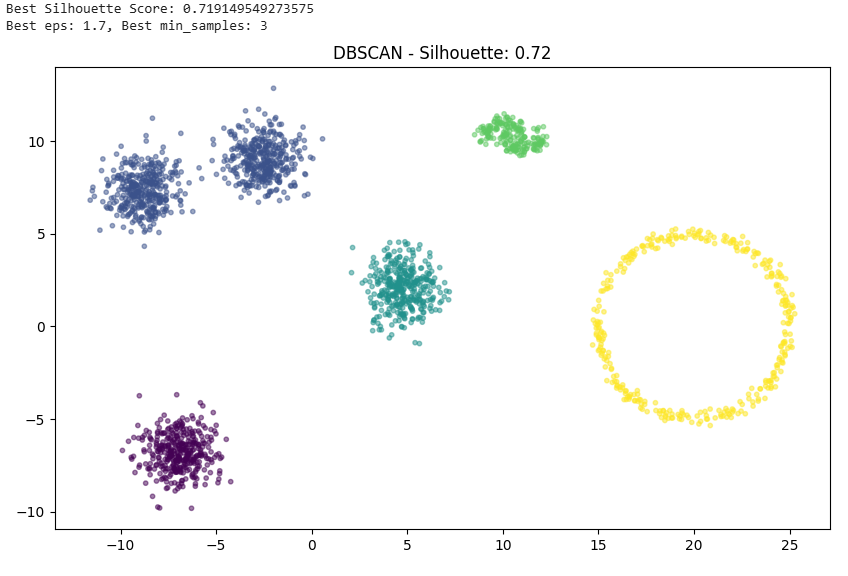 Best Silhouette Score: 0.719149549273575
Best eps: 1.7, Best min_samples: 3
DBSCAN - Silhouette: 0.72
10
5
0
−5
−10
−10 −5 0 5 10 15 20 25